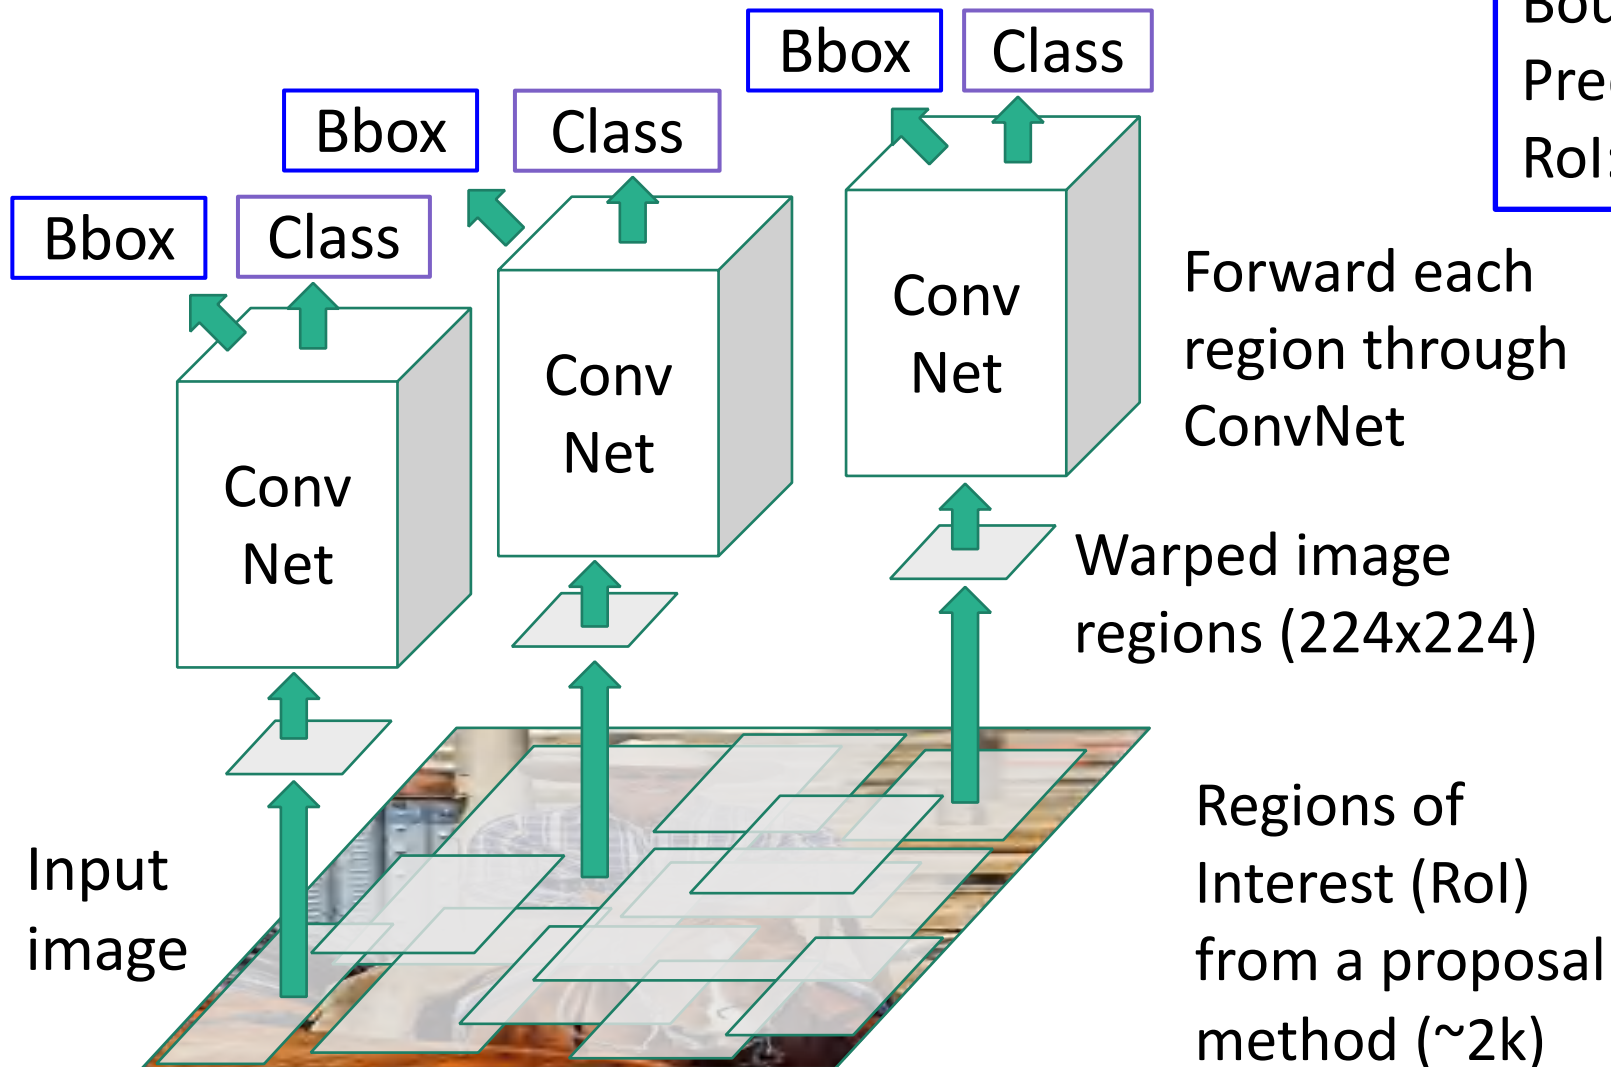 Bbox Class
Bbox Class
Bbox Class
Conv
Net
Conv
Net
Conv
Net
Forward each
region through
ConvNet
Warped image
regions (224x224)
Input
image
Regions of
Interest (RoI)
from a proposal
method (~2k)